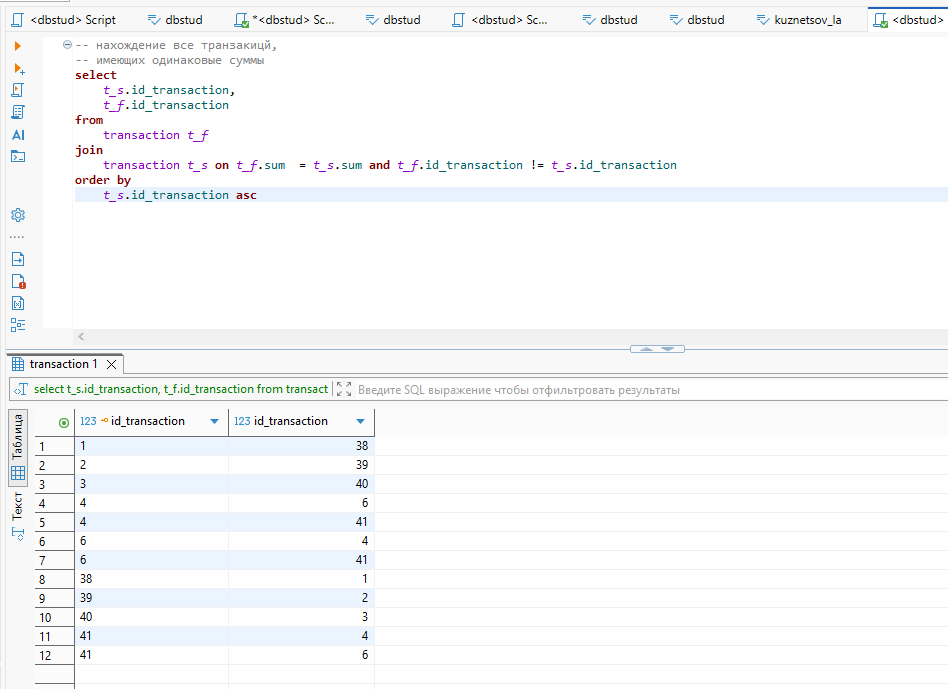 <dbstud> Script
dbstud
*<dbstud> Sc...
dbstud
<dbstud> Sc...
dbstud
dbstud
kuznetsov_la
<dbstud>
-- нахождение все транзакицй,
-- имеющих одинаковые суммы
select
t_s.id_transaction,
t_f.id_transaction
from
transaction t_f
join
transaction t_s on t_f.sum  = t_s.sum and t_f.id_transaction != t_s.id_transaction
order by
t_s.id_transaction asc
AI
transaction 1
select t_s.id_transaction, t_f.id_transaction from transact
Введите SQL выражение чтобы отфильтровать результаты
Таблица
Текст
123 id_transaction 123 id_transaction
1 1 38
2 2 39
3 3 40
4 4 6
5 4 41
6 6 4
7 6 41
8 38 1
9 39 2
10 40 3
11 41 4
12 41 6